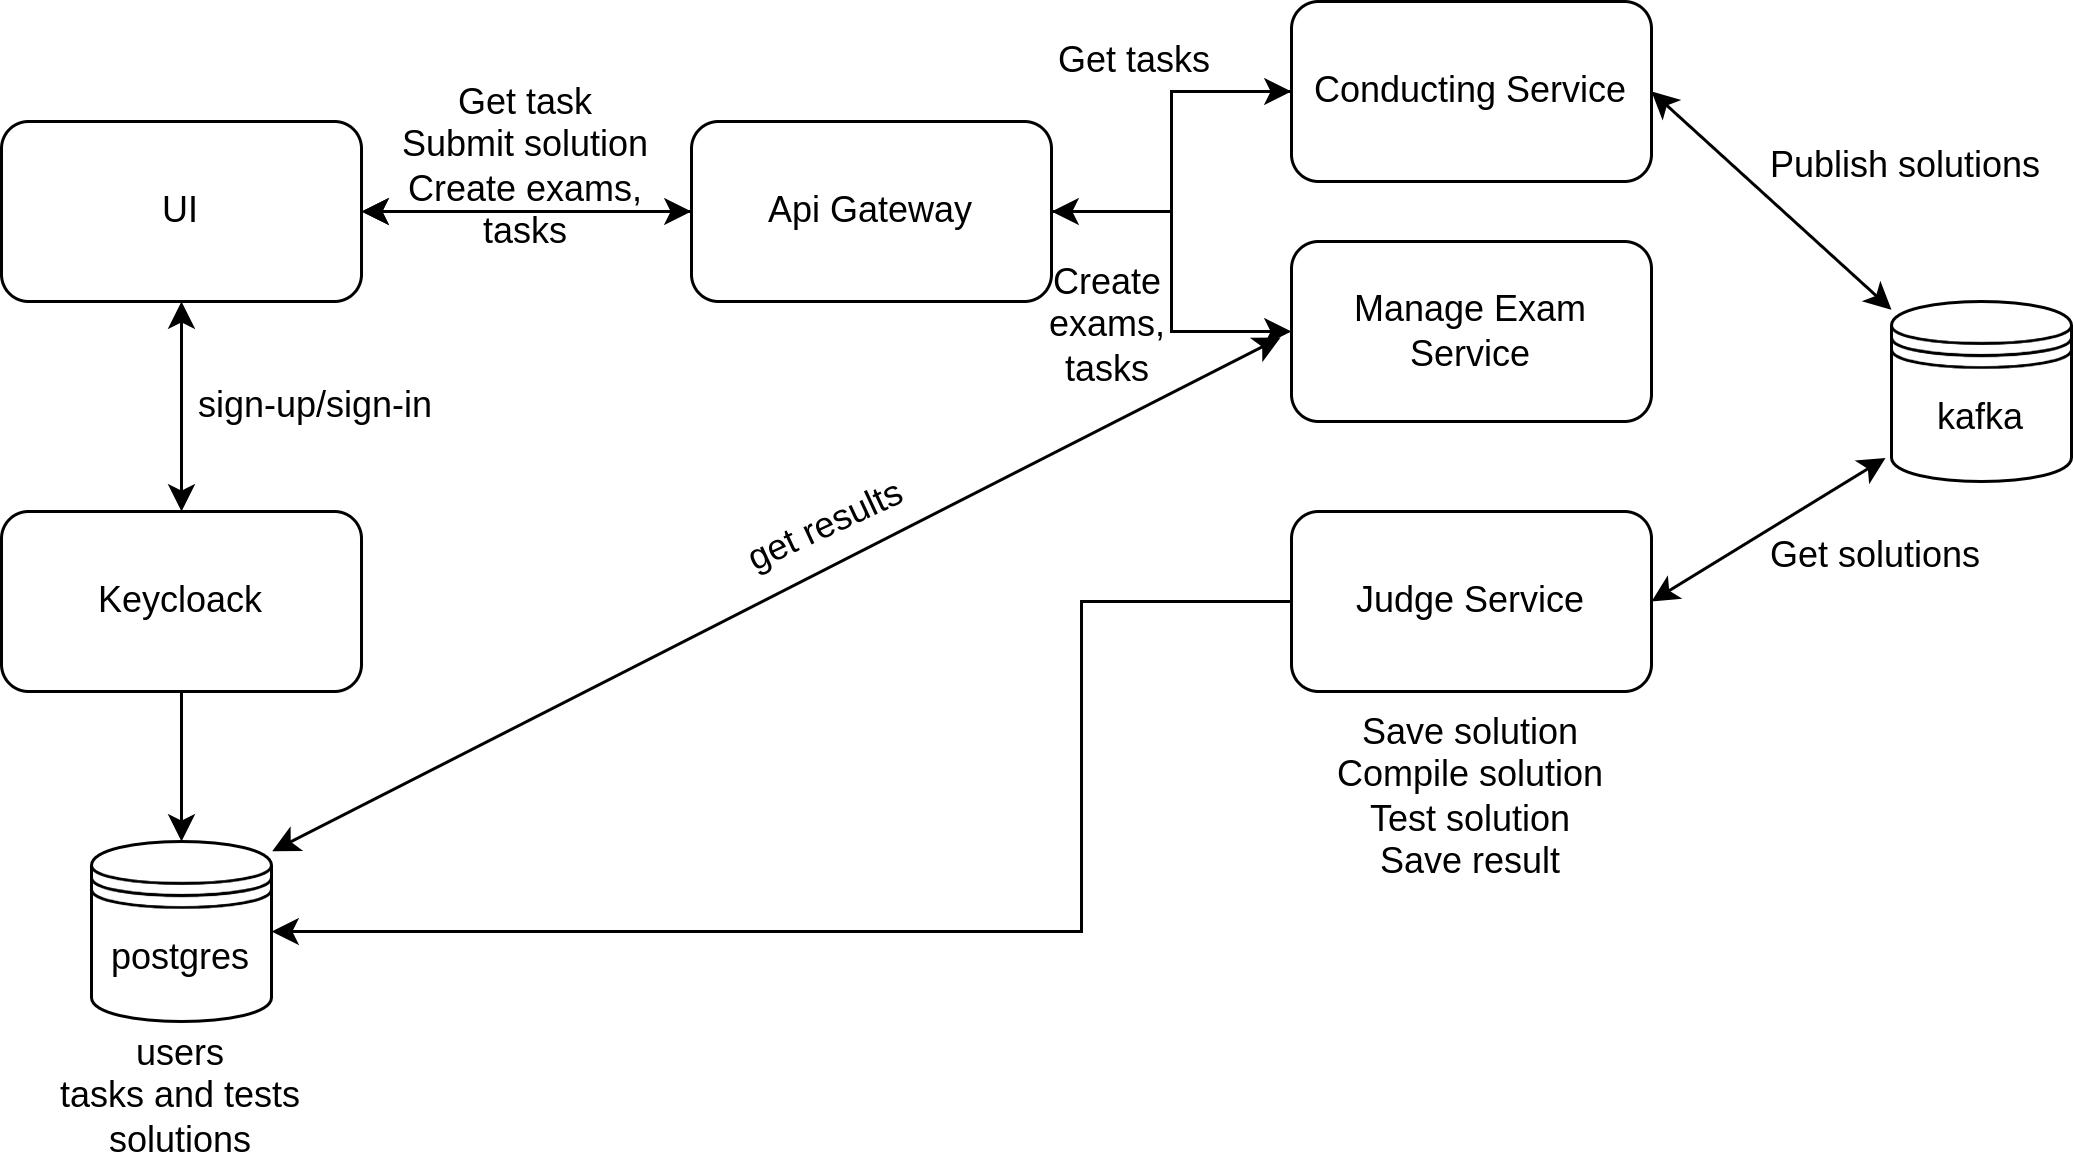 Get tasks
Conducting Service
Get task
Submit solution
Create exams,
tasks
UI
Api Gateway
Publish solutions
Create
exams,
tasks
Manage Exam
Service
kafka
sign-up/sign-in
get results
Get solutions
Keycloack
Judge Service
Save solution
Compile solution
Test solution
Save result
postgres
users
tasks and tests
solutions